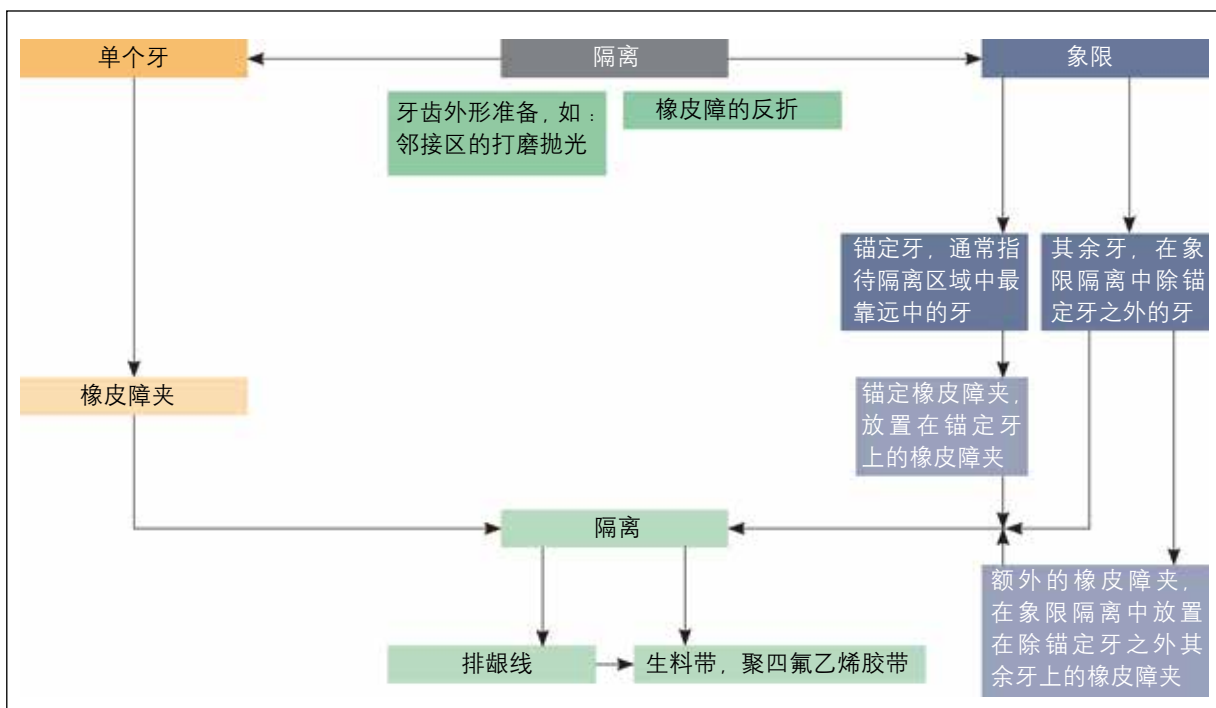 单个牙
隔离
象限
牙齿外形准备，如：
邻接区的打磨抛光
橡皮障的反折
锚定牙，通常指
待隔离区域中最
靠远中的牙
其余牙，在象
限隔离中除锚
定牙之外的牙
橡皮障夹
锚定橡皮障夹，
放置在锚定牙
上的橡皮障夹
隔离
额外的橡皮障夹，
在象限隔离中放置
在除锚定牙之外其
余牙上的橡皮障夹
排龈线
生料带，聚四氟乙烯胶带